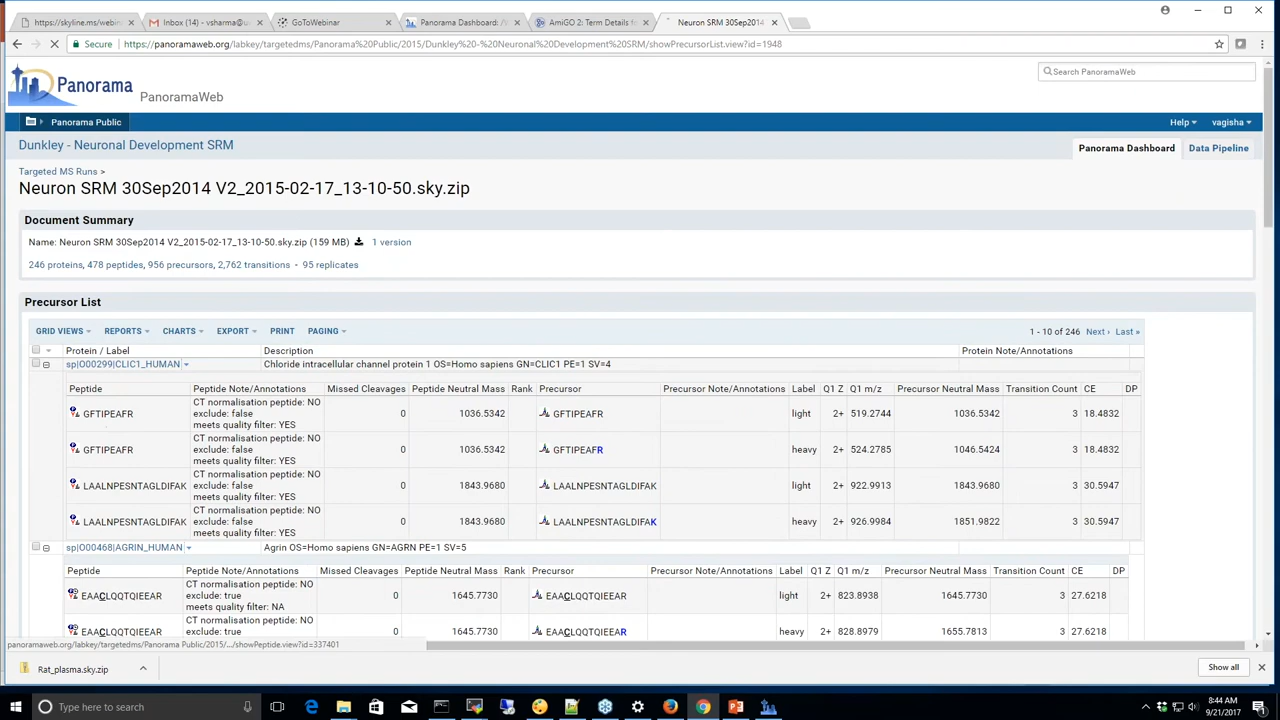 https://skyline.ms/webin
Inbox (14) - vsharma@u
GoToWebinar
Panorama Dashboard: /
AmiGO 2: Term Details fo
Neuron SRM 30Sep2014
Secure
https://panoramaweb.org/labkey/targetedms/Panorama%20Public/2015/Dunkley%20-%20Neuronal%20Development%20SRM/showPrecursorList.view?id=1948
Panorama
PanoramaWeb
Search PanoramaWeb
Panorama Public
Help
vagisha
Dunkley - Neuronal Development SRM
Panorama Dashboard
Data Pipeline
Targeted MS Runs >
Neuron SRM 30Sep2014 V2_2015-02-17_13-10-50.sky.zip
Document Summary
Name: Neuron SRM 30Sep2014 V2_2015-02-17_13-10-50.sky.zip (159 MB) 1 version
246 proteins, 478 peptides, 956 precursors, 2,762 transitions - 95 replicates
Precursor List
GRID VIEWS REPORTS CHARTS EXPORT PRINT PAGING 1 - 10 of 246 Next › Last »
Protein / Label Description Protein Note/Annotations
sp|O00299|CLIC1_HUMAN Chloride intracellular channel protein 1 OS=Homo sapiens GN=CLIC1 PE=1 SV=4
Peptide Peptide Note/Annotations Missed Cleavages Peptide Neutral Mass Rank Precursor Precursor Note/Annotations Label Q1 Z Q1 m/z Precursor Neutral Mass Transition Count CE DP
CT normalisation peptide: NO
GFTIPEAFR exclude: false 0 1036.5342 GFTIPEAFR light 2+ 519.2744 1036.5342 3 18.4832
meets quality filter: YES
CT normalisation peptide: NO
GFTIPEAFR exclude: false 0 1036.5342 GFTIPEAFR heavy 2+ 524.2785 1046.5424 3 18.4832
meets quality filter: YES
CT normalisation peptide: NO
LAALNPESNTAGLDIFAK exclude: false 0 1843.9680 LAALNPESNTAGLDIFAK light 2+ 922.9913 1843.9680 3 30.5947
meets quality filter: YES
CT normalisation peptide: NO
LAALNPESNTAGLDIFAK exclude: false 0 1843.9680 LAALNPESNTAGLDIFAK heavy 2+ 926.9984 1851.9822 3 30.5947
meets quality filter: YES
sp|O00468|AGRIN_HUMAN Agrin OS=Homo sapiens GN=AGRN PE=1 SV=5
Peptide Peptide Note/Annotations Missed Cleavages Peptide Neutral Mass Rank Precursor Precursor Note/Annotations Label Q1 Z Q1 m/z Precursor Neutral Mass Transition Count CE DP
CT normalisation peptide: NO
EAACLQQTQIEEAR exclude: true 0 1645.7730 EAACLQQTQIEEAR light 2+ 823.8938 1645.7730 3 27.6218
meets quality filter: NA
CT normalisation peptide: NO
EAACLQQTQIEEAR exclude: true 0 1645.7730 EAACLQQTQIEEAR heavy 2+ 828.8979 1655.7813 3 27.6218
panoramaweb.org/labkey/targetedms/Panorama Public/2015/.../showPeptide.view?id=337401
Rat_plasma.sky.zip
Show all
Type here to search
8:44 AM
9/21/2017